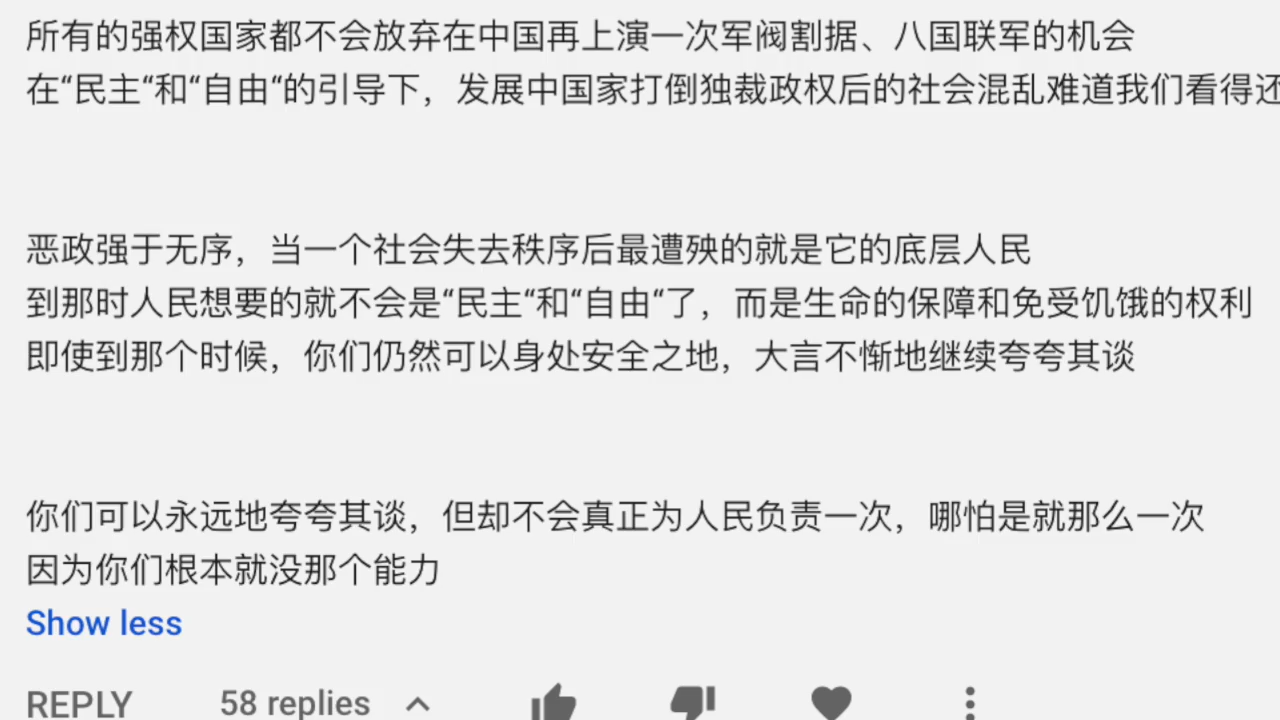 所有的强权国家都不会放弃在中国再上演一次军阀割据、八国联军的机会
在“民主“和“自由“的引导下，发展中国家打倒独裁政权后的社会混乱难道我们看得还
恶政强于无序，当一个社会失去秩序后最遭殃的就是它的底层人民
到那时人民想要的就不会是“民主“和“自由“了，而是生命的保障和免受饥饿的权利
即使到那个时候，你们仍然可以身处安全之地，大言不惭地继续夸夸其谈
你们可以永远地夸夸其谈，但却不会真正为人民负责一次，哪怕是就那么一次
因为你们根本就没那个能力
Show less
REPLY 58 replies